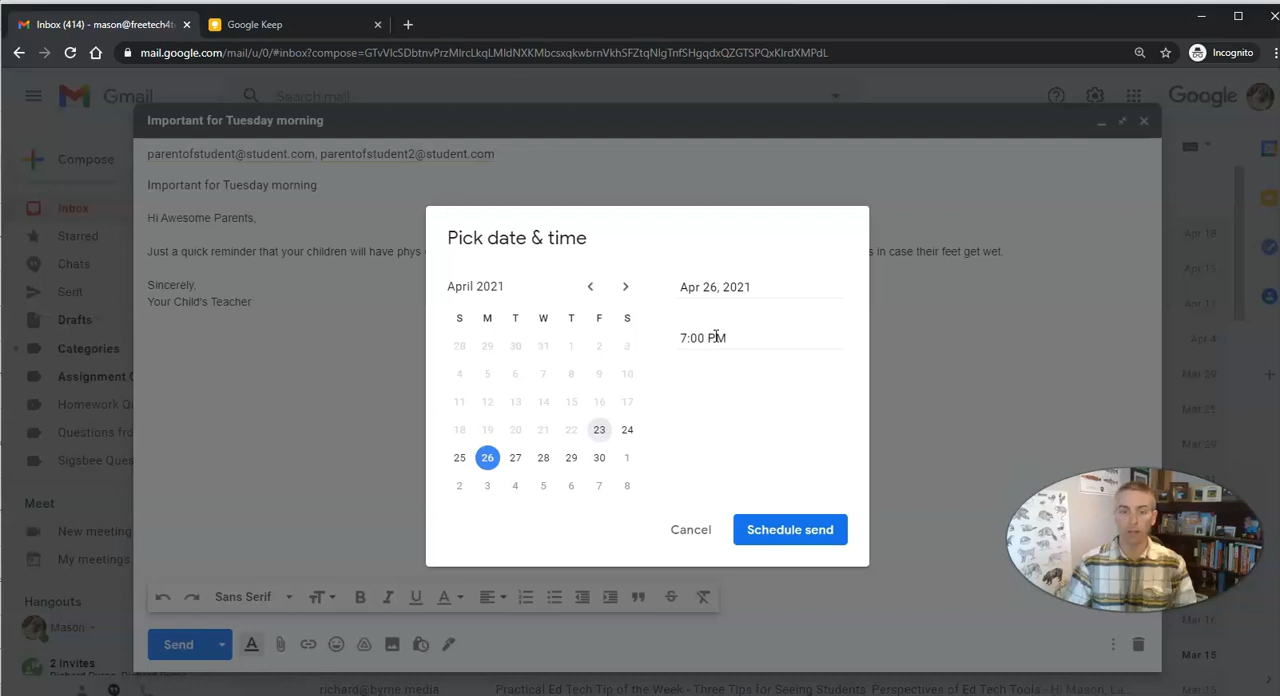 Inbox (414) - mason@freetech4t
Google Keep
mail.google.com/mail/u/0/#inbox?compose=GTvVlcSDbtnvPrzMlrcLkqLMldNXKMbcsxqkwbrnVkhSFZtqNlgTnfSHgqdxQZGTSPQxKlrdXMPdL
Incognito
Gmail
Search mail
Google
Important for Tuesday morning
parentofstudent@student.com, parentofstudent2@student.com
Important for Tuesday morning
Hi Awesome Parents,
Just a quick reminder that your children will have phys
s in case their feet get wet.
Sincerely,
Your Child's Teacher
Compose
Inbox
Starred
Chats
Sent
Drafts
Categories
Assignment
Homework Qu
Questions fro
Sigsbee Ques
Meet
New meeting
My meetings
Hangouts
Mason
2 Invites
Pick date & time
April 2021
Apr 26, 2021
7:00 PM
S M T W T F S
28 29 30 31 1 2 3
4 5 6 7 8 9 10
11 12 13 14 15 16 17
18 19 20 21 22 23 24
25 26 27 28 29 30 1
2 3 4 5 6 7 8
Cancel
Schedule send
Sans Serif
Send
Apr 18
Apr 15
Apr 11
Apr 4
Mar 29
Mar 25
Mar 16
Mar 15
richard@byrne.media
Practical Ed Tech Tip of the Week - Three Tips for Seeing Students' Perspectives of Ed Tech Tools - Hi Mason, La